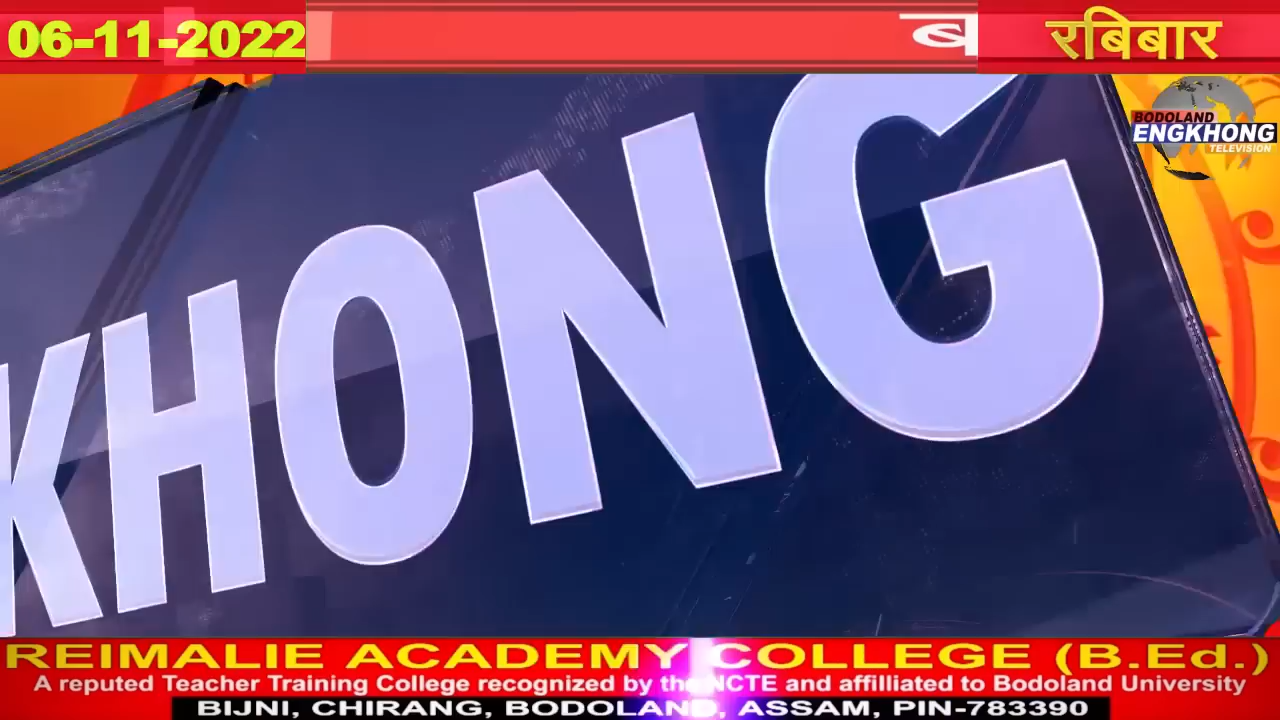 06-11-2022
ब
रबिबार
BODOLAND
ENGKHONG
TELEVISION
KHONG
REIMALIE ACADEMY COLLEGE (B.Ed.)
A reputed Teacher Training College recognized by the NCTE and affilliated to Bodoland University
BIJNI, CHIRANG, BODOLAND, ASSAM, PIN-783390